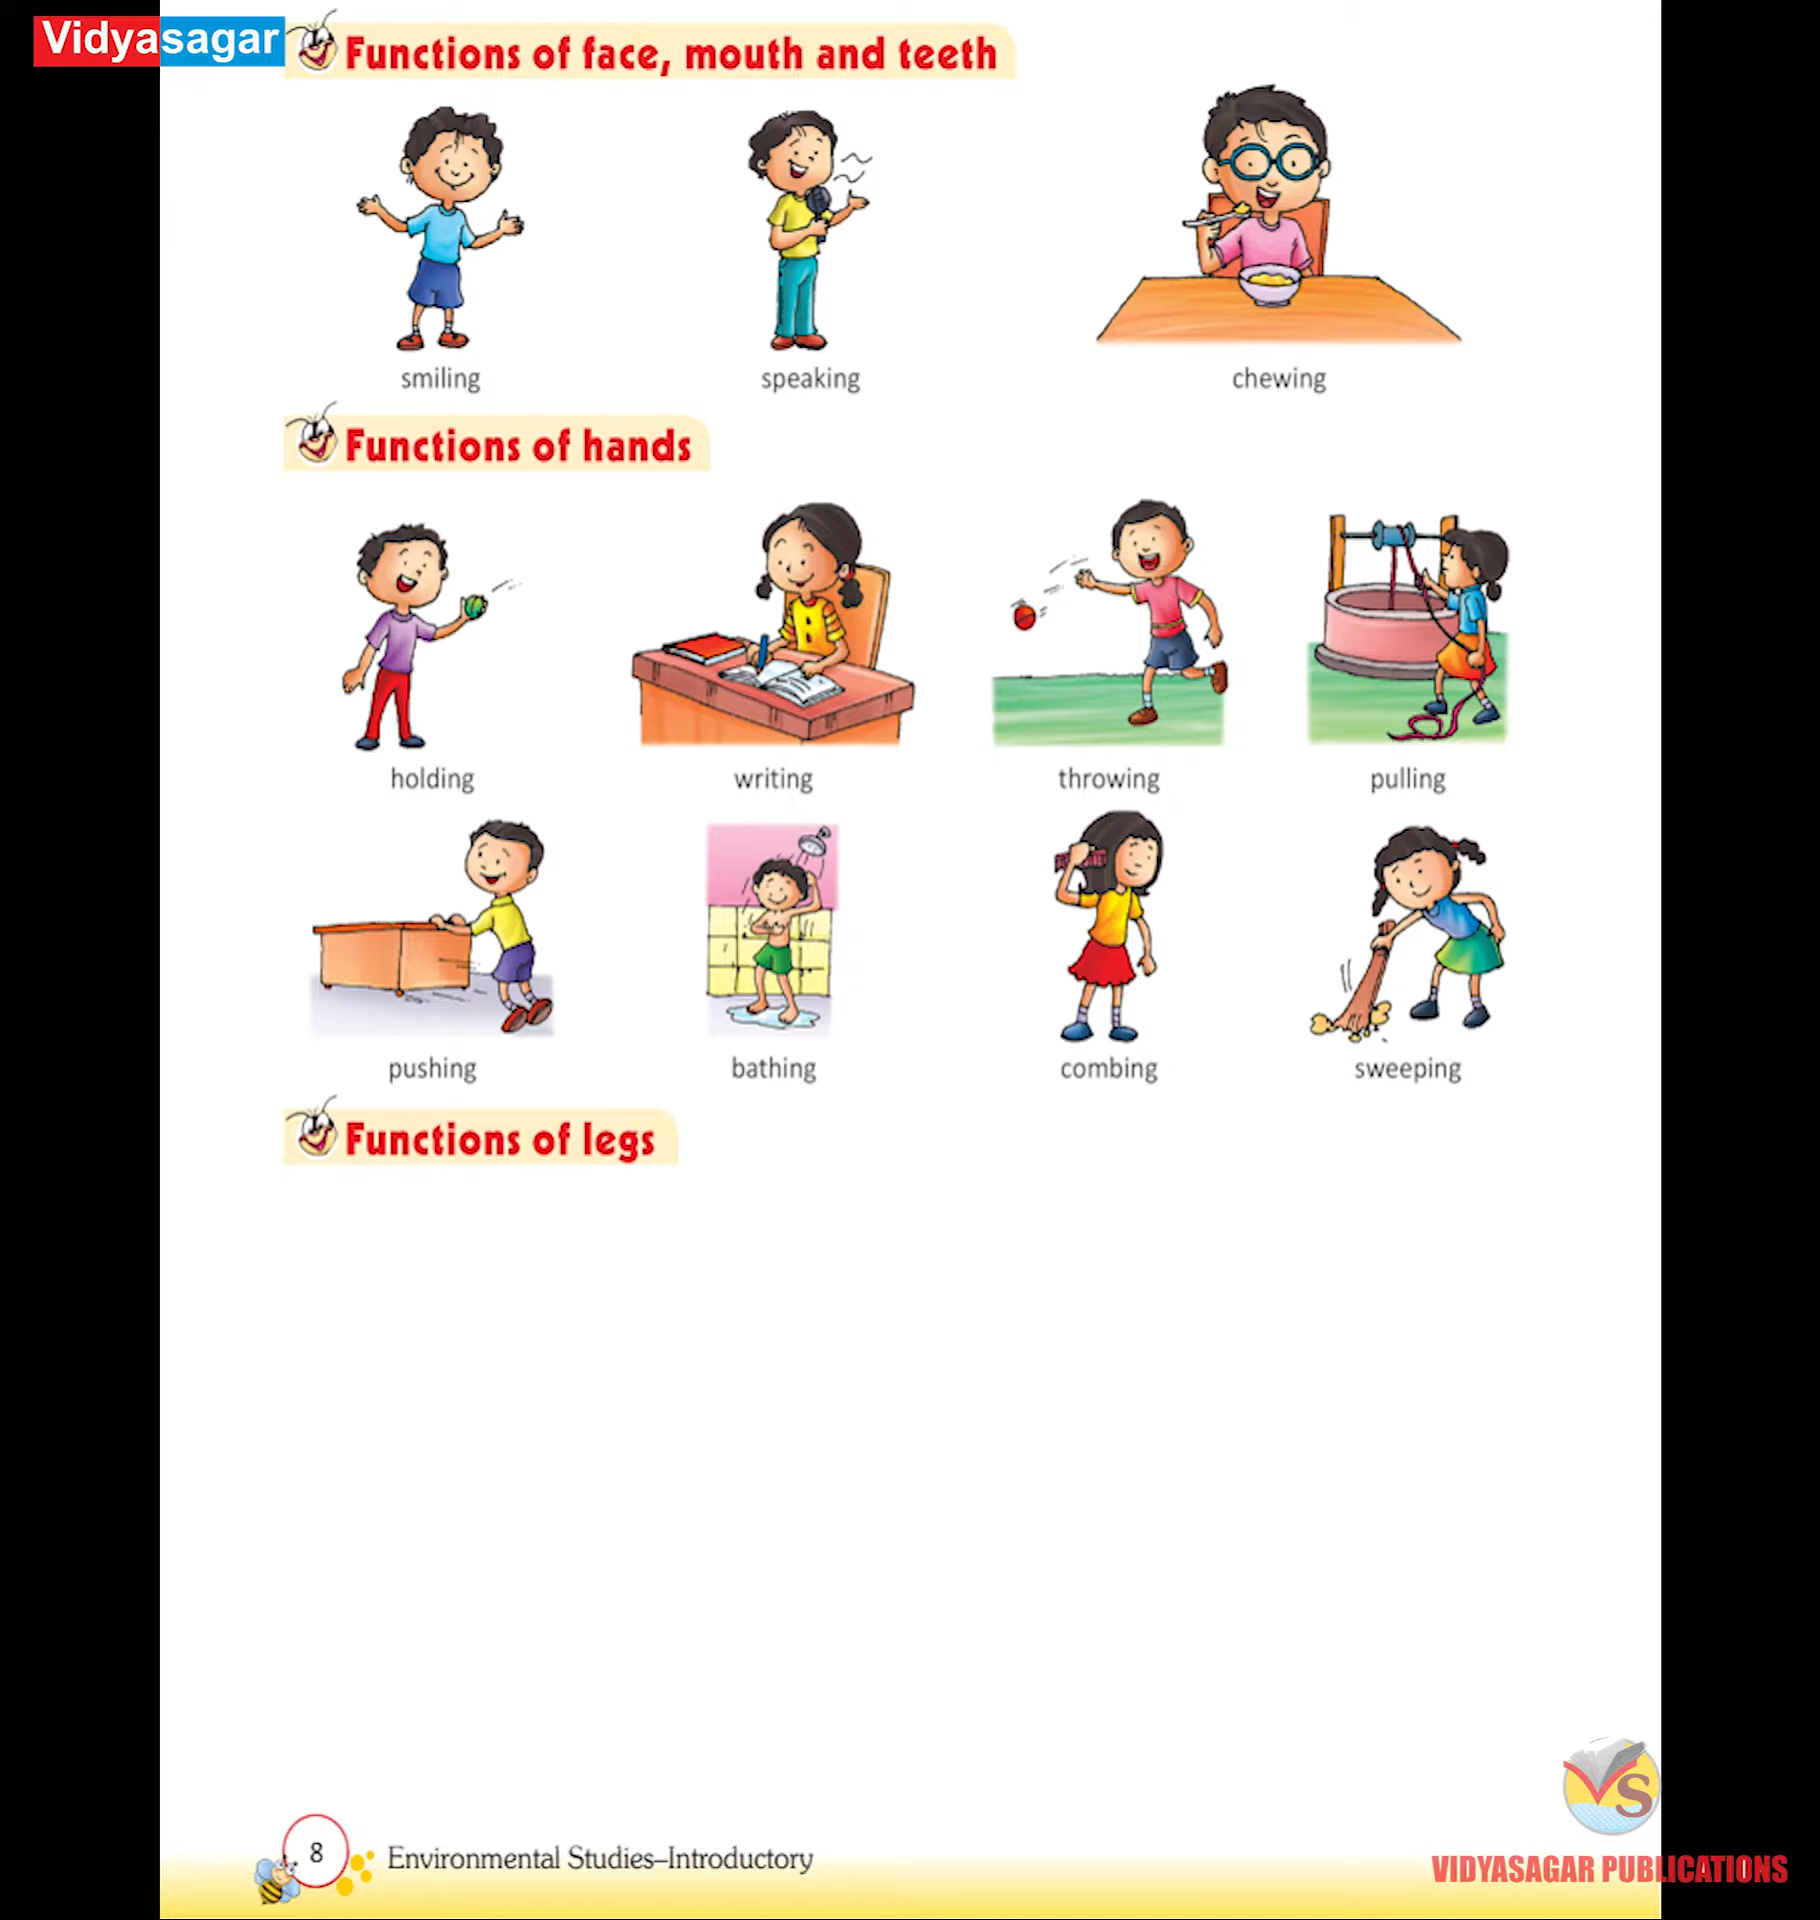 Vidyasagar
Functions of face, mouth and teeth
smiling speaking chewing
Functions of hands
holding writing throwing pulling
pushing bathing combing sweeping
Functions of legs
VS
8 Environmental Studies–Introductory
VIDYASAGAR PUBLICATIONS